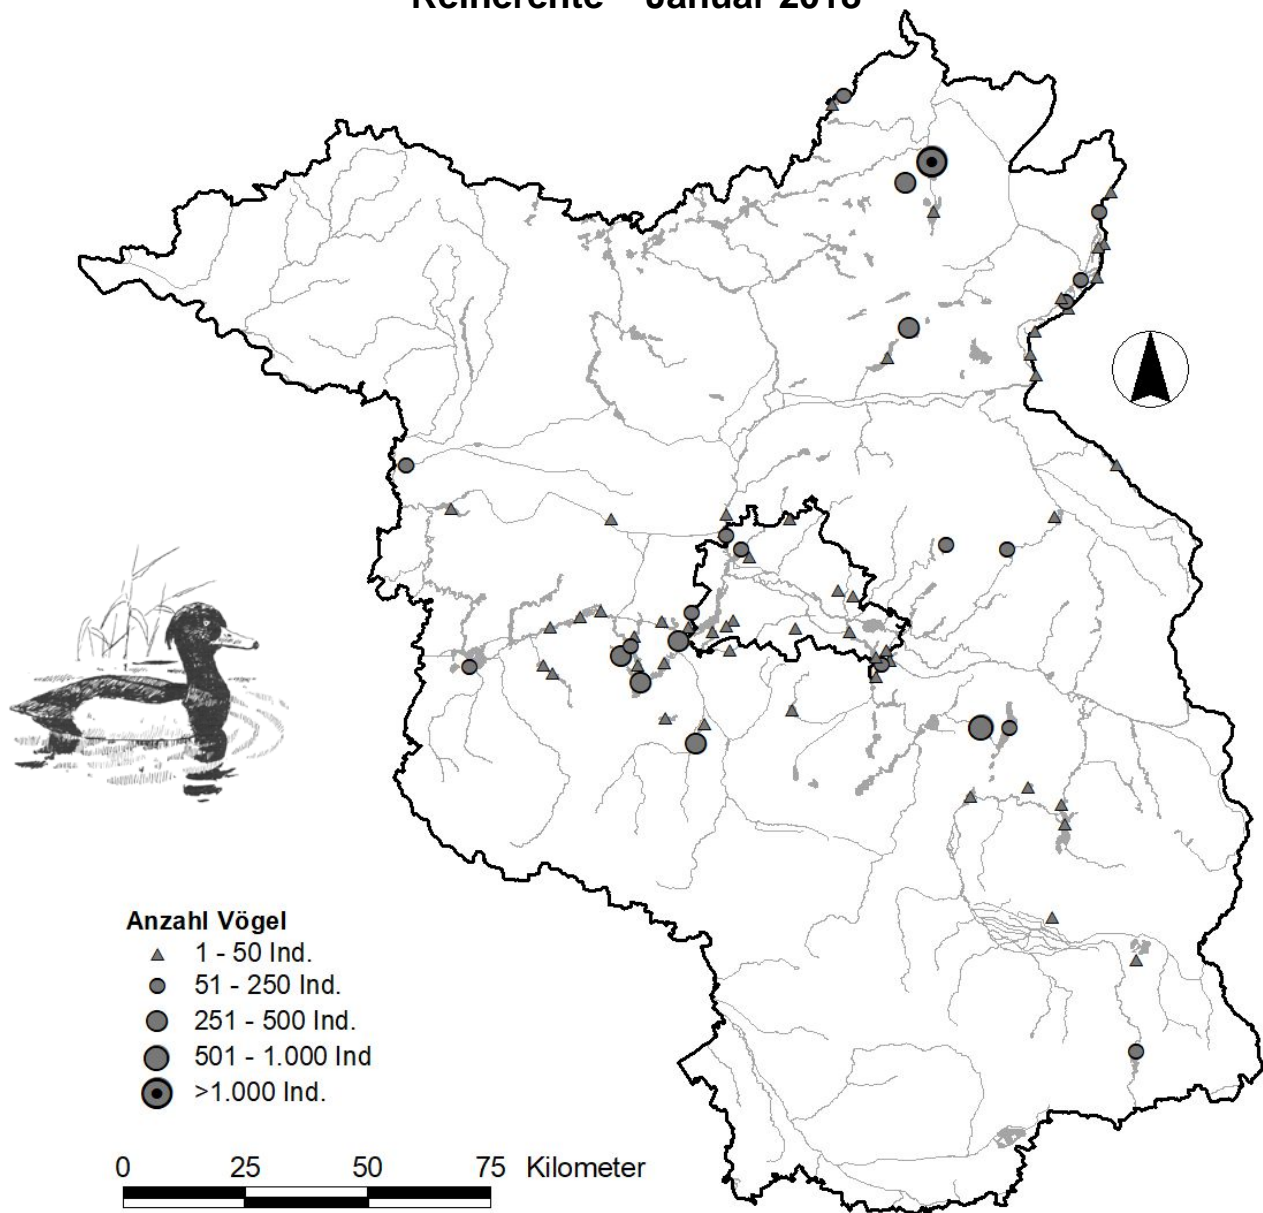 Reiherente – Januar 2018
Anzahl Vögel
1 - 50 Ind.
51 - 250 Ind.
251 - 500 Ind.
501 - 1.000 Ind
>1.000 Ind.
0 25 50 75 Kilometer